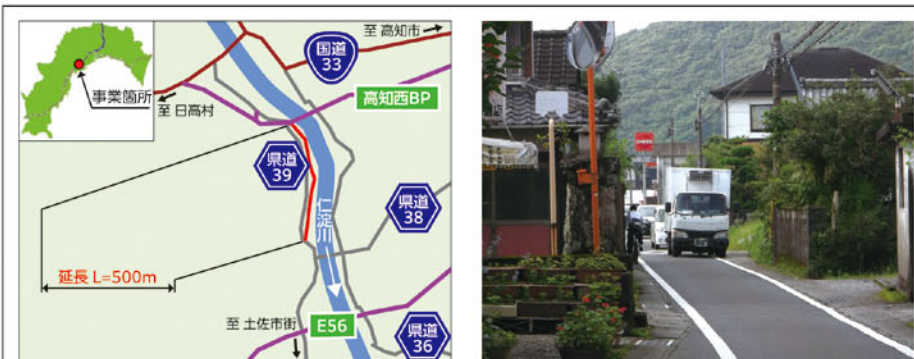 至 高知市
国道
33
事業箇所
至 日高村
高知西BP
県道
39
仁淀川
県道
38
延長 L=500m
至 土佐市街
E56
県道
36